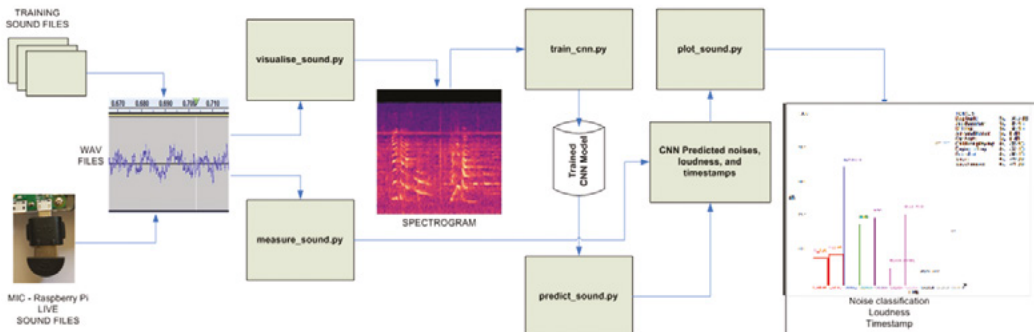 TRAINING
SOUND FILES
0.670 0.680 0.690 0.710
WAV
FILES
MIC - Raspberry Pi
LIVE
SOUND FILES
visualise_sound.py
measure_sound.py
SPECTROGRAM
train_cnn.py
Trained
CNN Model
predict_sound.py
plot_sound.py
CNN Predicted noises,
loudness, and
timestamps
Noise classification
Loudness
Timestamp